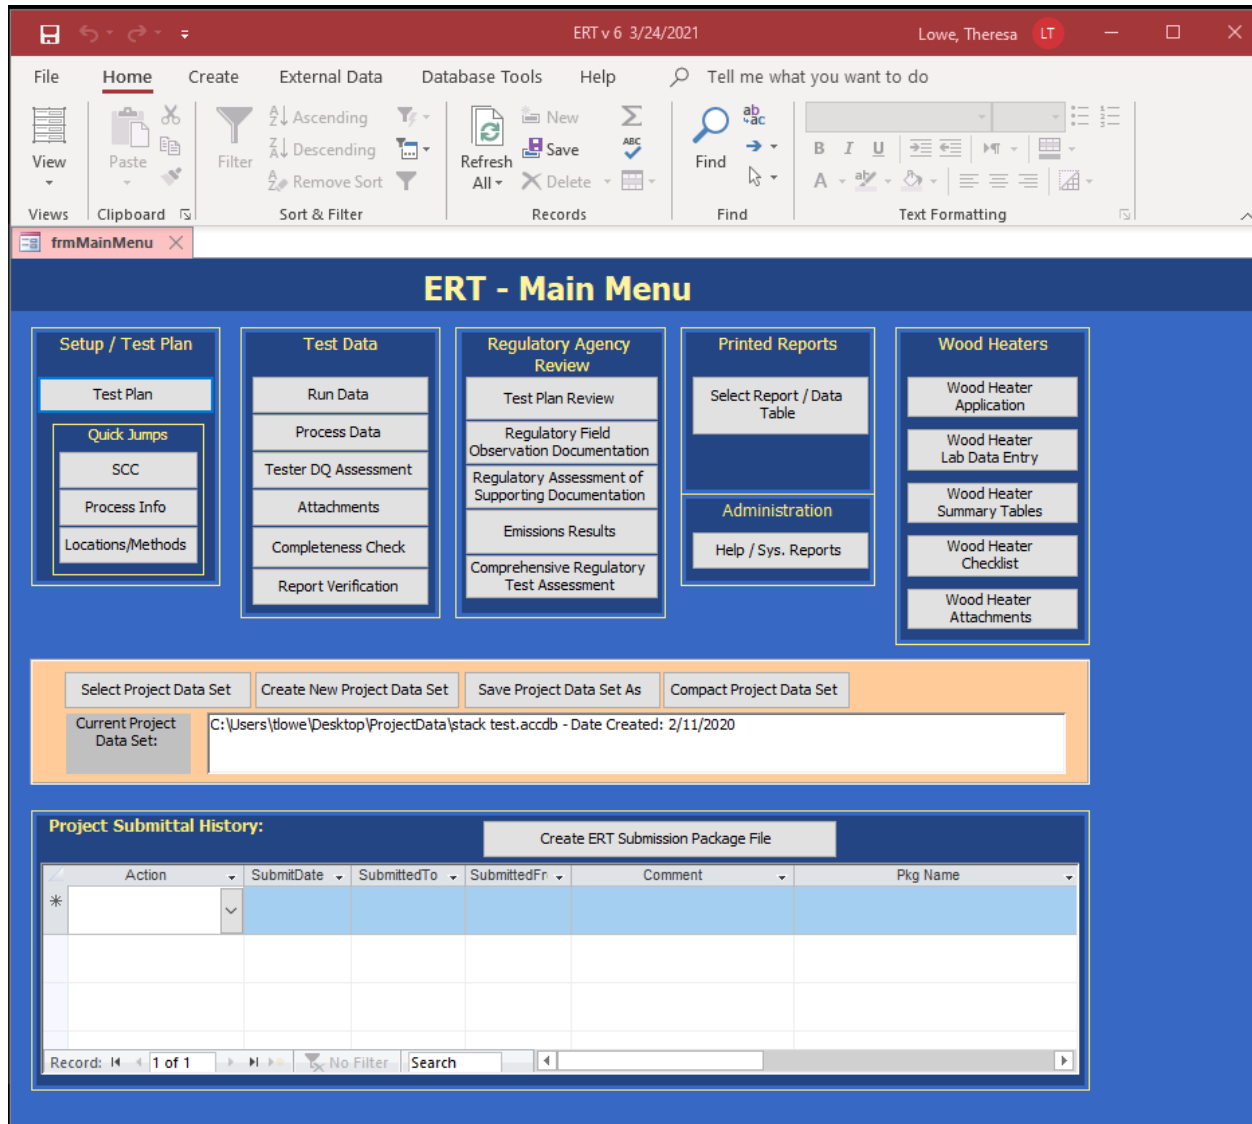 ERT v 6 3/24/2021
Lowe, Theresa
LT
File Home Create External Data Database Tools Help Tell me what you want to do
View
Paste
Filter
Ascending
Descending
Remove Sort
Refresh
All
New
Save
Delete
ABC
Find
ab
ac
B I U
A
ab
Views Clipboard Sort & Filter Records Find Text Formatting
frmMainMenu
ERT - Main Menu
Setup / Test Plan
Test Plan
Quick Jumps
SCC
Process Info
Locations/Methods
Test Data
Run Data
Process Data
Tester DQ Assessment
Attachments
Completeness Check
Report Verification
Regulatory Agency
Review
Test Plan Review
Regulatory Field
Observation Documentation
Regulatory Assessment of
Supporting Documentation
Emissions Results
Comprehensive Regulatory
Test Assessment
Printed Reports
Select Report / Data
Table
Administration
Help / Sys. Reports
Wood Heaters
Wood Heater
Application
Wood Heater
Lab Data Entry
Wood Heater
Summary Tables
Wood Heater
Checklist
Wood Heater
Attachments
Select Project Data Set
Create New Project Data Set
Save Project Data Set As
Compact Project Data Set
Current Project
Data Set:
C:\Users\tlowe\Desktop\ProjectData\stack test.accdb - Date Created: 2/11/2020
Project Submittal History:
Create ERT Submission Package File
Action SubmitDate SubmittedTo SubmittedFr Comment Pkg Name
Record: 1 of 1 No Filter Search